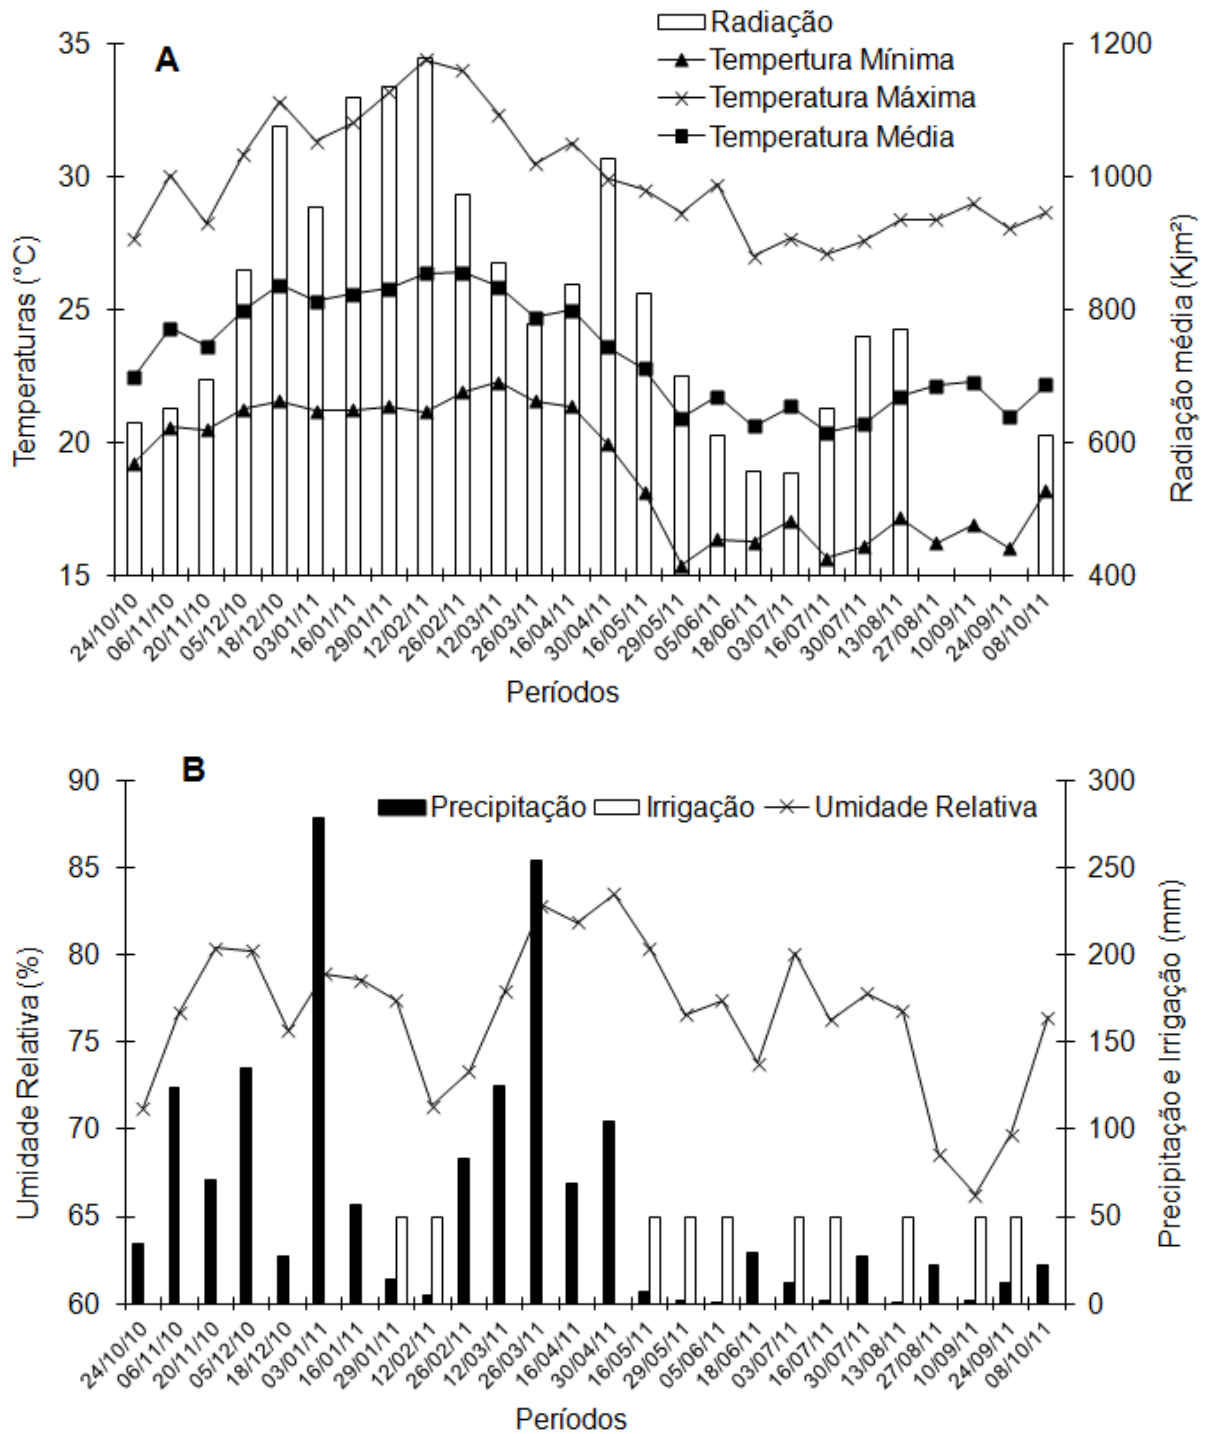 A
Radiação
Tempertura Mínima
Temperatura Máxima
Temperatura Média
35
30
25
20
15
1200
1000
800
600
400
Temperaturas (°C)
Radiação média (Kjm²)
24/10/10 06/11/10 20/11/10 05/12/10 18/12/10 03/01/11 16/01/11 29/01/11 12/02/11 26/02/11 12/03/11 26/03/11 16/04/11 30/04/11 16/05/11 29/05/11 05/06/11 18/06/11 03/07/11 16/07/11 30/07/11 13/08/11 27/08/11 10/09/11 24/09/11 08/10/11
Períodos
B
Precipitação Irrigação Umidade Relativa
90
85
80
75
70
65
60
300
250
200
150
100
50
0
Umidade Relativa (%)
Precipitação e Irrigação (mm)
24/10/10 06/11/10 20/11/10 05/12/10 18/12/10 03/01/11 16/01/11 29/01/11 12/02/11 26/02/11 12/03/11 26/03/11 16/04/11 30/04/11 16/05/11 29/05/11 05/06/11 18/06/11 03/07/11 16/07/11 30/07/11 13/08/11 27/08/11 10/09/11 24/09/11 08/10/11
Períodos